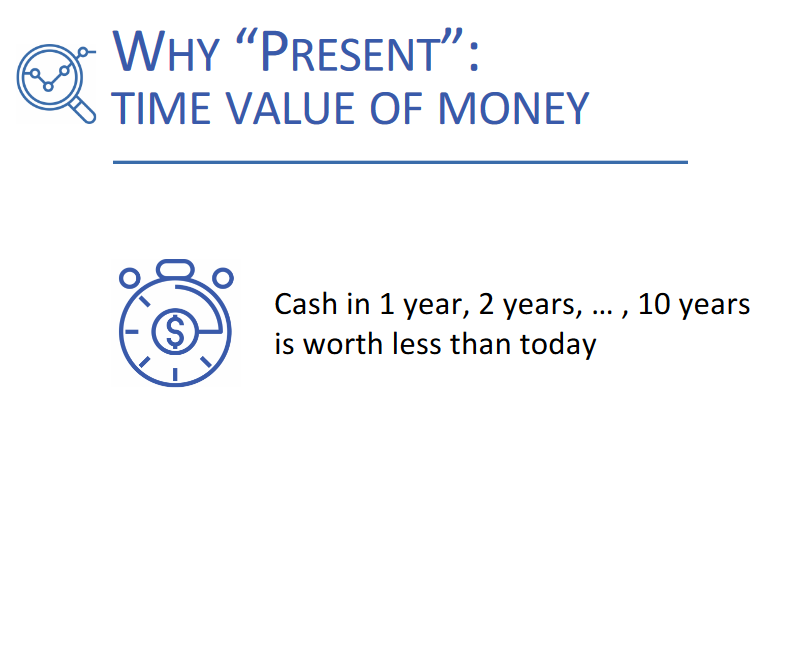 WHY “PRESENT”:
TIME VALUE OF MONEY
$
Cash in 1 year, 2 years, … , 10 years
is worth less than today